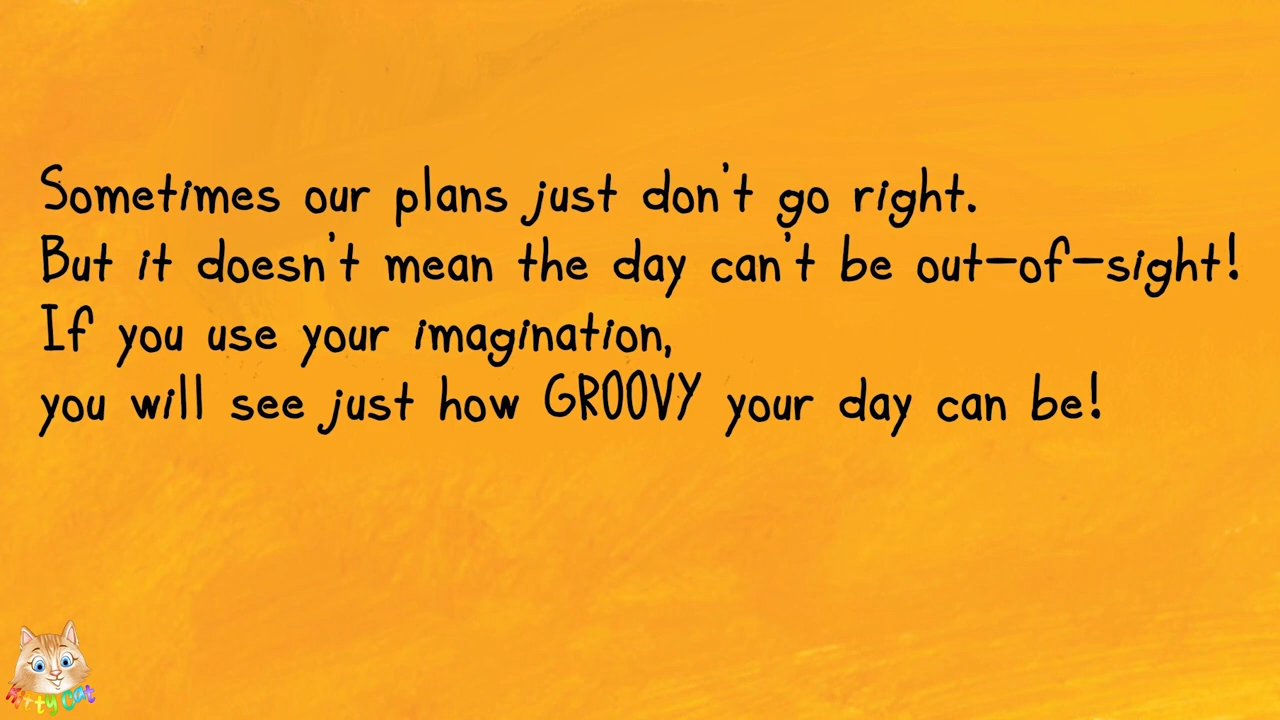 Sometimes our plans just don't go right.
But it doesn't mean the day can't be out-of-sight!
If you use your imagination,
you will see just how GROOVY your day can be!
Kitty Cat